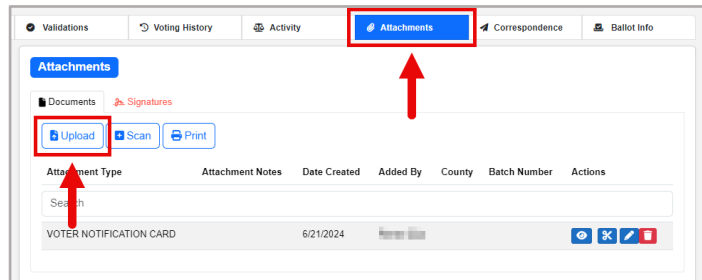 Validations Voting History Activity Attachments Correspondence Ballot Info
Attachments
Documents Signatures
Upload Scan Print
Attachment Type Attachment Notes Date Created Added By County Batch Number Actions
Search
VOTER NOTIFICATION CARD 6/21/2024